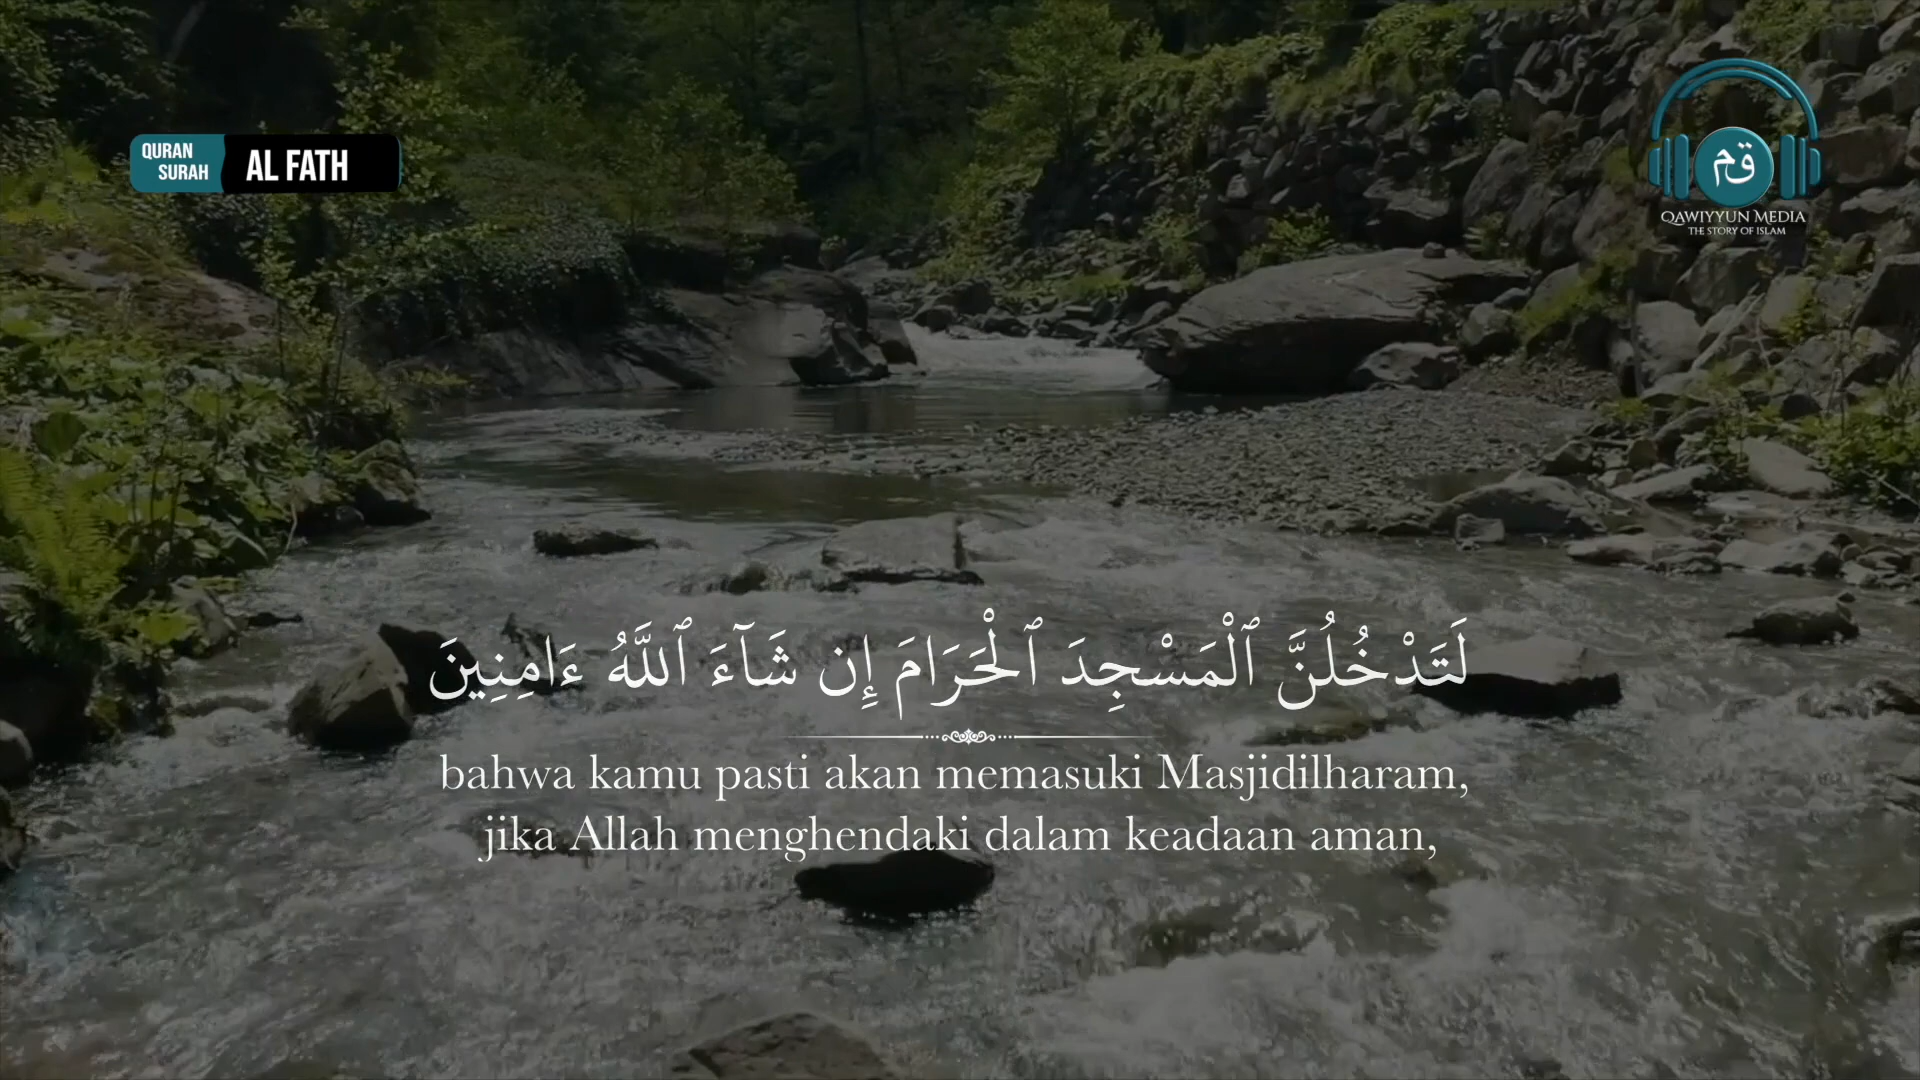 QURAN
SURAH
AL FATH
قم
QAWIYYUN MEDIA
THE STORY OF ISLAM
لَتَدْخُلُنَّ ٱلْمَسْجِدَ ٱلْحَرَامَ إِن شَآءَ ٱللَّهُ ءَامِنِينَ
bahwa kamu pasti akan memasuki Masjidilharam,
jika Allah menghendaki dalam keadaan aman,